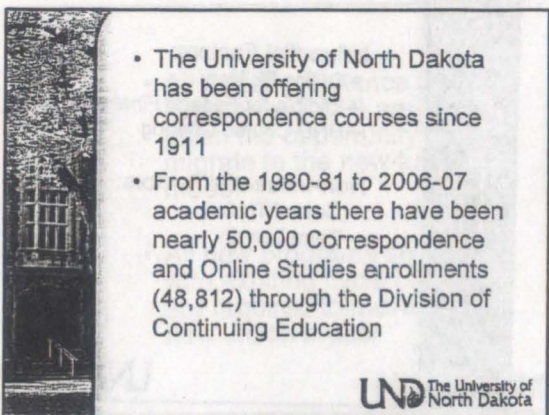 • The University of North Dakota
has been offering
correspondence courses since
1911
• From the 1980-81 to 2006-07
academic years there have been
nearly 50,000 Correspondence
and Online Studies enrollments
(48,812) through the Division of
Continuing Education
UND The University of
North Dakota